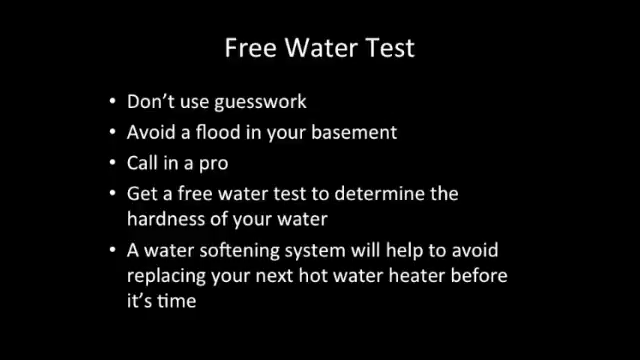 Free Water Test
• Don’t use guesswork
• Avoid a flood in your basement
• Call in a pro
• Get a free water test to determine the
hardness of your water
• A water softening system will help to avoid
replacing your next hot water heater before
it’s time